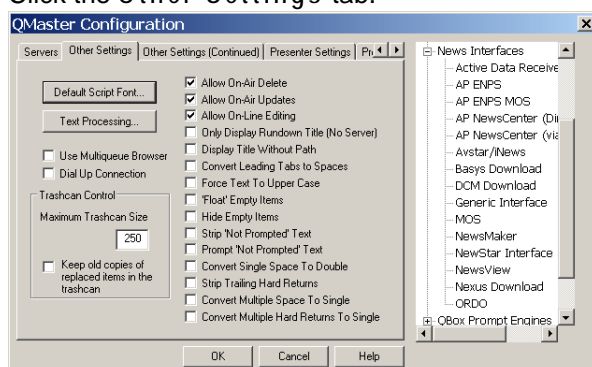 QMaster Configuration
Servers
Other Settings
Other Settings (Continued)
Presenter Settings
Default Script Font...
Text Processing...
Use Multiqueue Browser
Dial Up Connection
Trashcan Control
Maximum Trashcan Size
250
Keep old copies of
replaced items in the
trashcan
Allow On-Air Delete
Allow On-Air Updates
Allow On-Line Editing
Only Display Rundown Title (No Server)
Display Title Without Path
Convert Leading Tabs to Spaces
Force Text To Upper Case
'Float' Empty Items
Hide Empty Items
Strip 'Not Prompted' Text
Prompt 'Not Prompted' Text
Convert Single Space To Double
Strip Trailing Hard Returns
Convert Multiple Space To Single
Convert Multiple Hard Returns To Single
OK
Cancel
Help
News Interfaces
Active Data Receive
AP ENPS
AP ENPS MOS
AP NewsCenter (Di
AP NewsCenter (via
Avstar/iNews
Basys Download
DCM Download
Generic Interface
MOS
NewsMaker
NewStar Interface
NewsView
Nexus Download
ORDO
QBox Prompt Engines